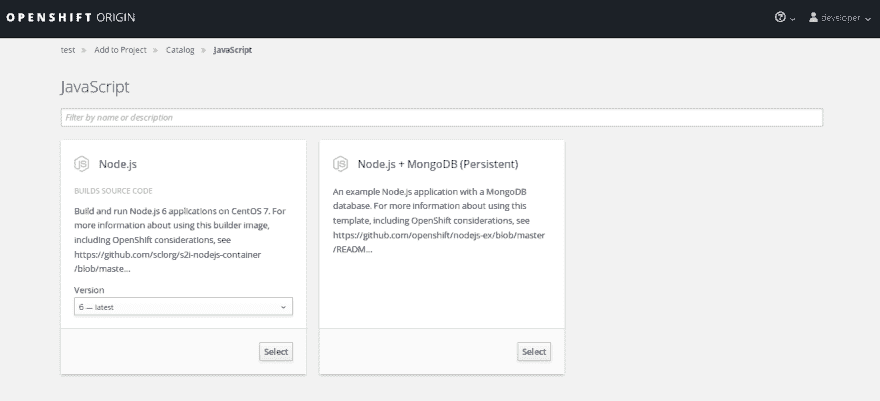 OPENSHIFT ORIGIN
developer
test » Add to Project » Catalog » JavaScript
JavaScript
Filter by name or description
JS Node.js
BUILDS SOURCE CODE
Build and run Node.js 6 applications on CentOS 7. For
more information about using this builder image,
including OpenShift considerations, see
https://github.com/sclorg/s2i-nodejs-container
/blob/maste...
Version
6 — latest
Select
JS Node.js + MongoDB (Persistent)
An example Node.js application with a MongoDB
database. For more information about using this
template, including OpenShift considerations, see
https://github.com/openshift/nodejs-ex/blob/master
/READM...
Select